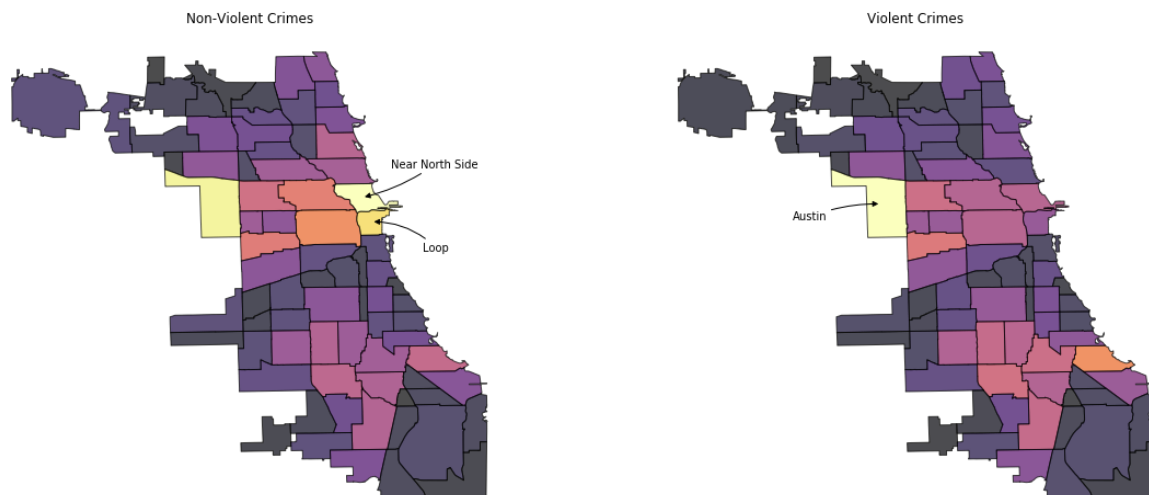 Non-Violent Crimes
Violent Crimes
Near North Side
Loop
Austin